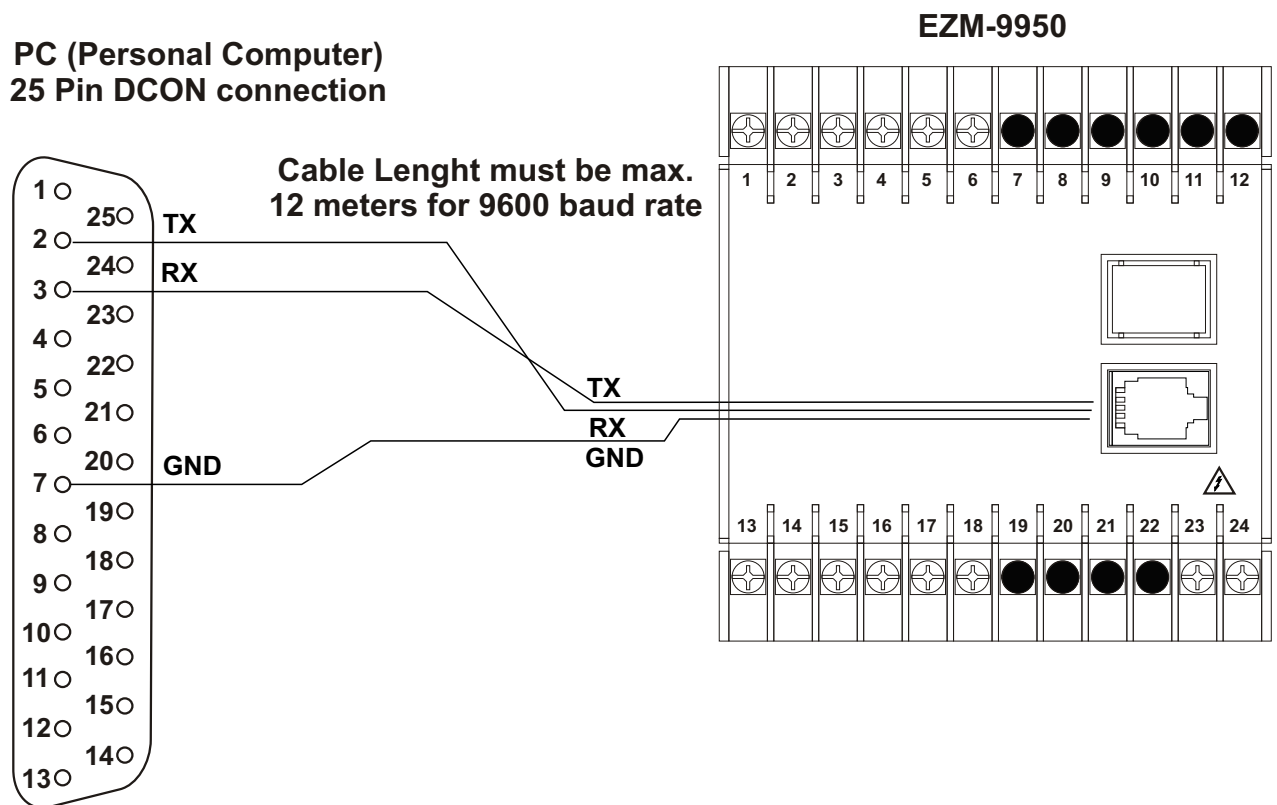 EZM-9950
PC (Personal Computer)
25 Pin DCON connection
Cable Lenght must be max.
12 meters for 9600 baud rate
1 2 3 4 5 6 7 8 9 10 11 12
1
25
2
TX
24
3
RX
23
4
22
5
TX
21
RX
6
GND
20
GND
7
19
8
13 14 15 16 17 18 19 20 21 22 23 24
18
9
17
10
16
11
15
12
14
13